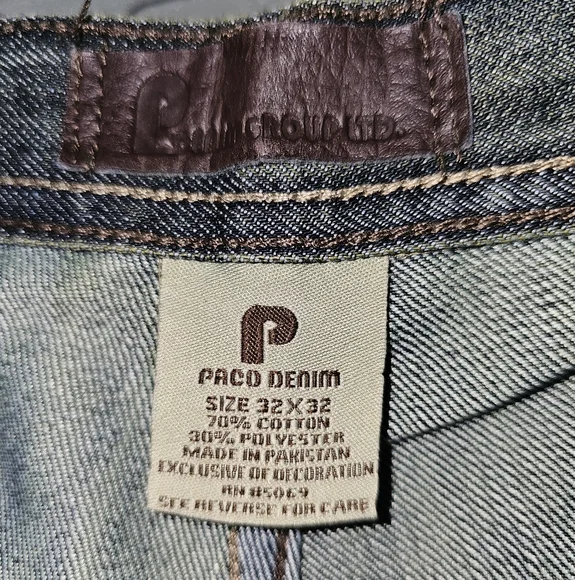 P GROUP LTD.
P
PACO DENIM
SIZE 32X32
70% COTTON
30% POLYESTER
MADE IN PAKISTAN
EXCLUSIVE OF DECORATION
RN 85069
SEE REVERSE FOR CARE